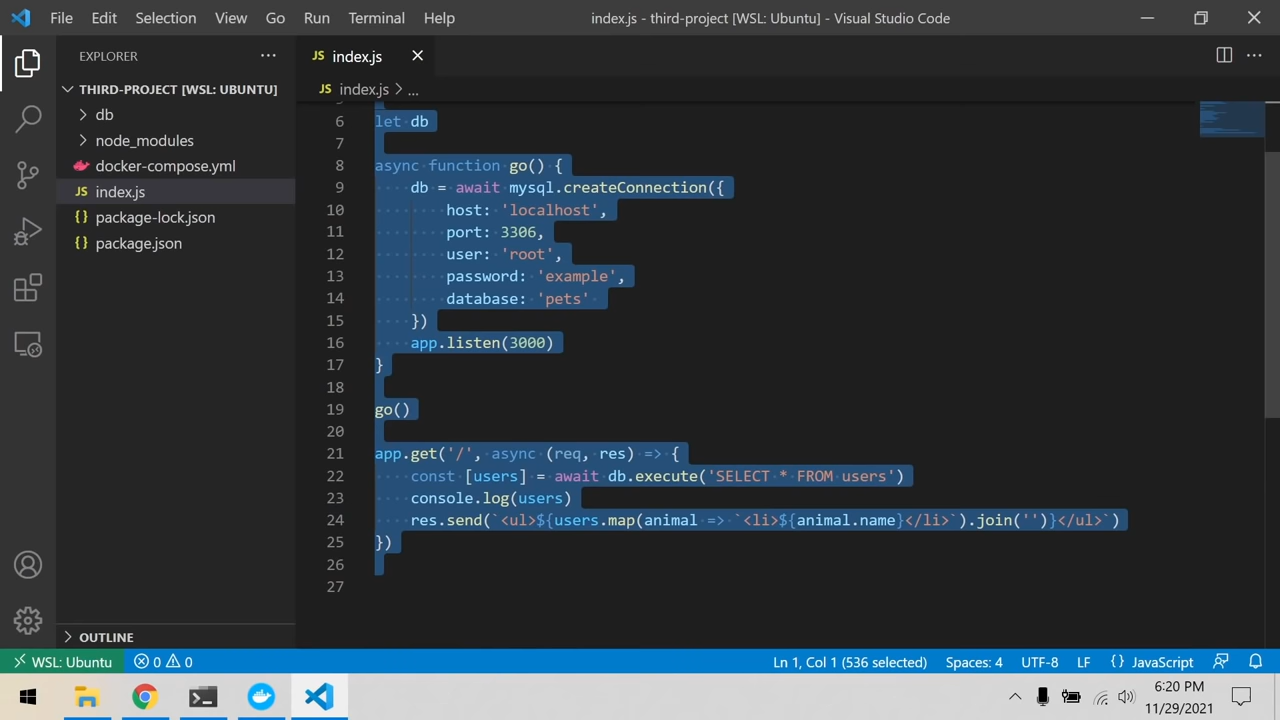 File Edit Selection View Go Run Terminal Help index.js - third-project [WSL: Ubuntu] - Visual Studio Code
EXPLORER ···
THIRD-PROJECT [WSL: UBUNTU]
db
node_modules
docker-compose.yml
JS index.js
{} package-lock.json
{} package.json
OUTLINE
JS index.js
JS index.js > ...
6 let db
7
8 async function go() {
9     db = await mysql.createConnection({
10         host: 'localhost',
11         port: 3306,
12         user: 'root',
13         password: 'example',
14         database: 'pets'
15     })
16     app.listen(3000)
17 }
18
19 go()
20
21 app.get('/', async (req, res) => {
22     const [users] = await db.execute('SELECT * FROM users')
23     console.log(users)
24     res.send(`<ul>${users.map(animal => `<li>${animal.name}</li>`).join('')}</ul>`)
25 })
26
27
WSL: Ubuntu 0 0 Ln 1, Col 1 (536 selected) Spaces: 4 UTF-8 LF {} JavaScript
6:20 PM
11/29/2021